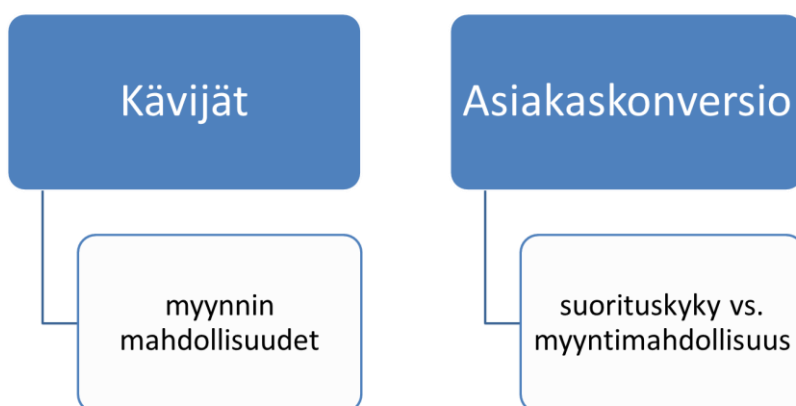 Kävijät
Asiakaskonversio
myynnin
mahdollisuudet
suorituskyky vs.
myyntimahdollisuus